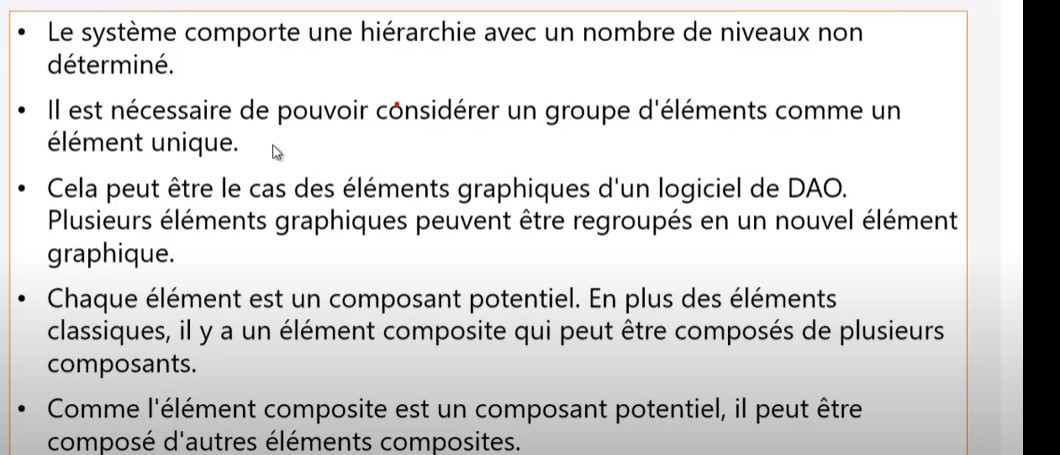 • Le système comporte une hiérarchie avec un nombre de niveaux non
déterminé.
• Il est nécessaire de pouvoir considérer un groupe d'éléments comme un
élément unique.
• Cela peut être le cas des éléments graphiques d'un logiciel de DAO.
Plusieurs éléments graphiques peuvent être regroupés en un nouvel élément
graphique.
• Chaque élément est un composant potentiel. En plus des éléments
classiques, il y a un élément composite qui peut être composés de plusieurs
composants.
• Comme l'élément composite est un composant potentiel, il peut être
composé d'autres éléments composites.